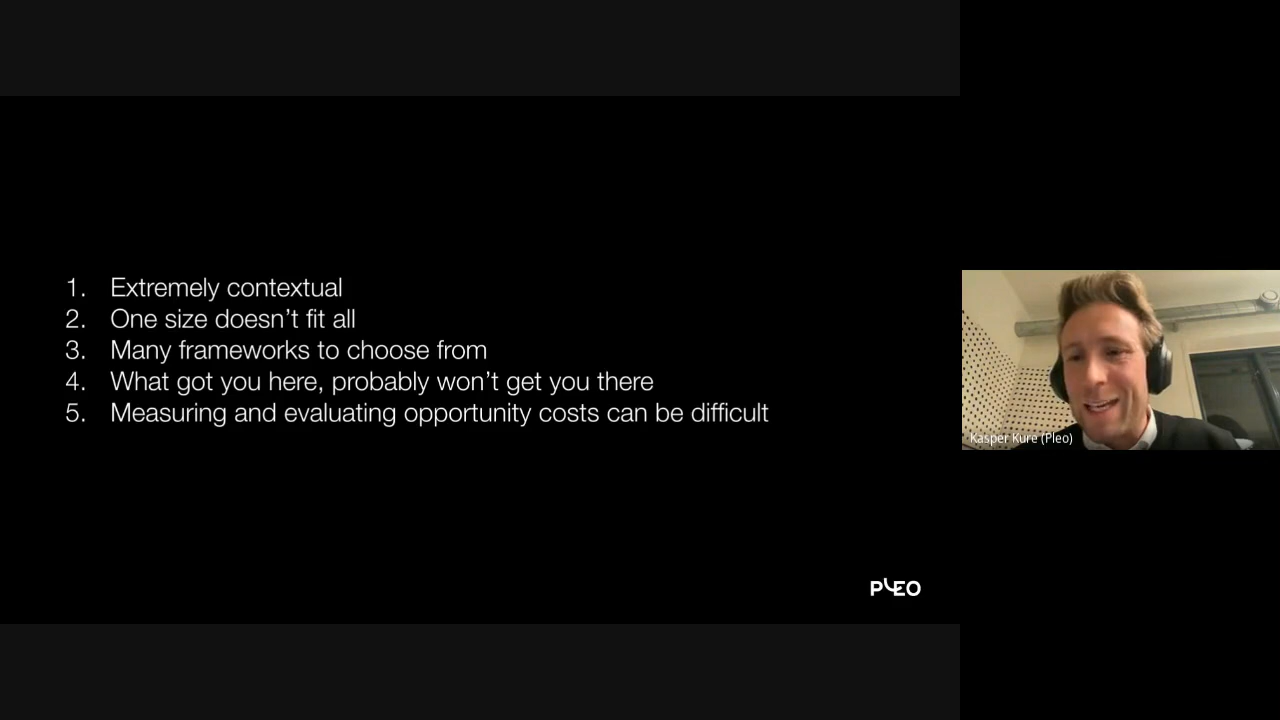 1. Extremely contextual
2. One size doesn’t fit all
3. Many frameworks to choose from
4. What got you here, probably won’t get you there
5. Measuring and evaluating opportunity costs can be difficult
Kasper Kure (Pleo)
PLEO